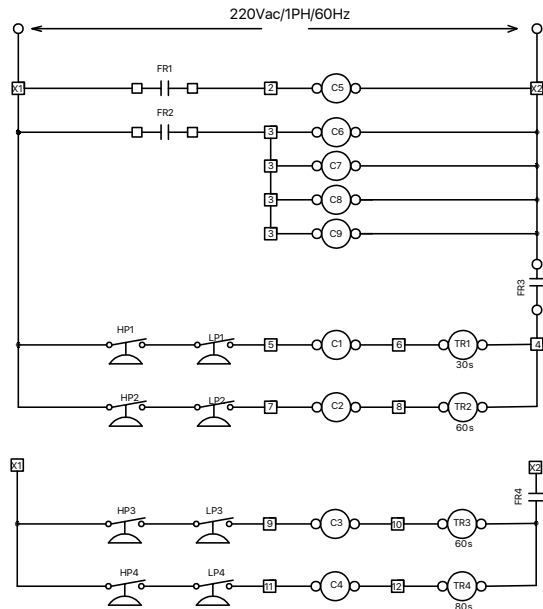 220Vac/1PH/60Hz
FR1
X1 2 C5 X2
FR2
3 C6
3 C7
3 C8
3 C9
FR3
HP1 LP1 5 C1 6 TR1 4
30s
HP2 LP2 7 C2 8 TR2
60s
X1 X2
FR4
HP3 LP3 9 C3 10 TR3
60s
HP4 LP4 11 C4 12 TR4
80s